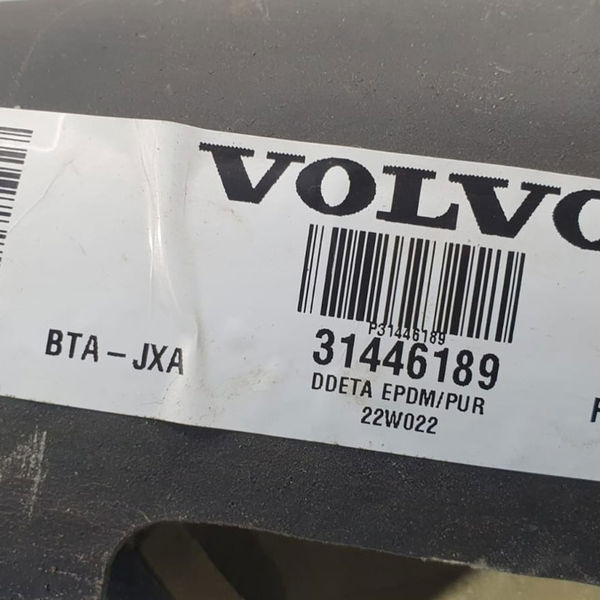 VOLVO
P31446189
31446189
BTA-JXA
DDETA EPDM/PUR
22W022